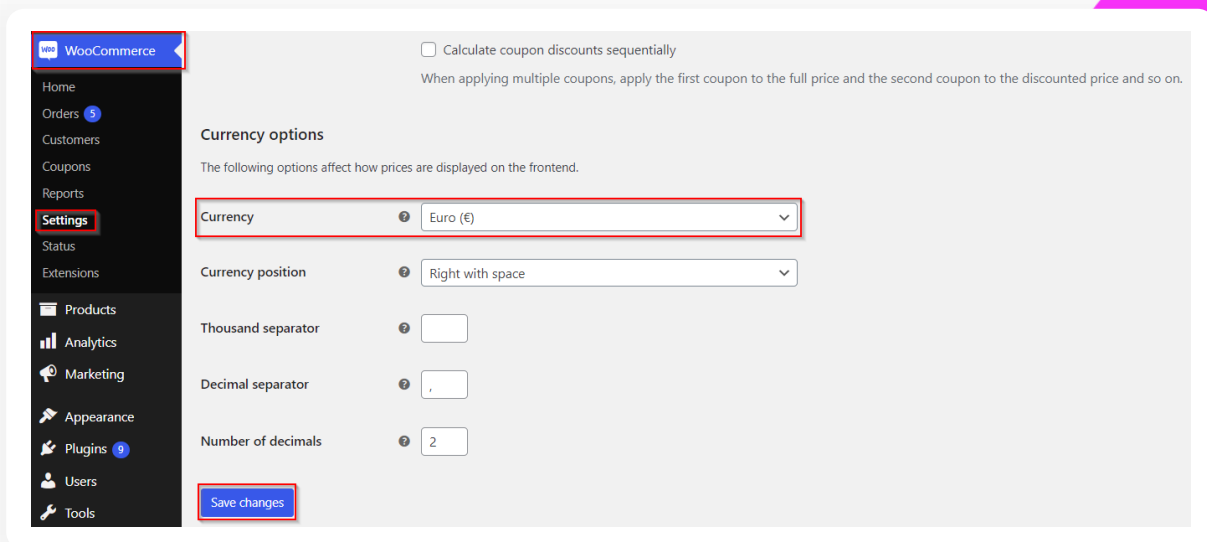 Woo WooCommerce
Home
Orders 5
Customers
Coupons
Reports
Settings
Status
Extensions
Products
Analytics
Marketing
Appearance
Plugins 9
Users
Tools
Calculate coupon discounts sequentially
When applying multiple coupons, apply the first coupon to the full price and the second coupon to the discounted price and so on.
Currency options
The following options affect how prices are displayed on the frontend.
Currency ? Euro (€)
Currency position ? Right with space
Thousand separator ?
Decimal separator ? ,
Number of decimals ? 2
Save changes